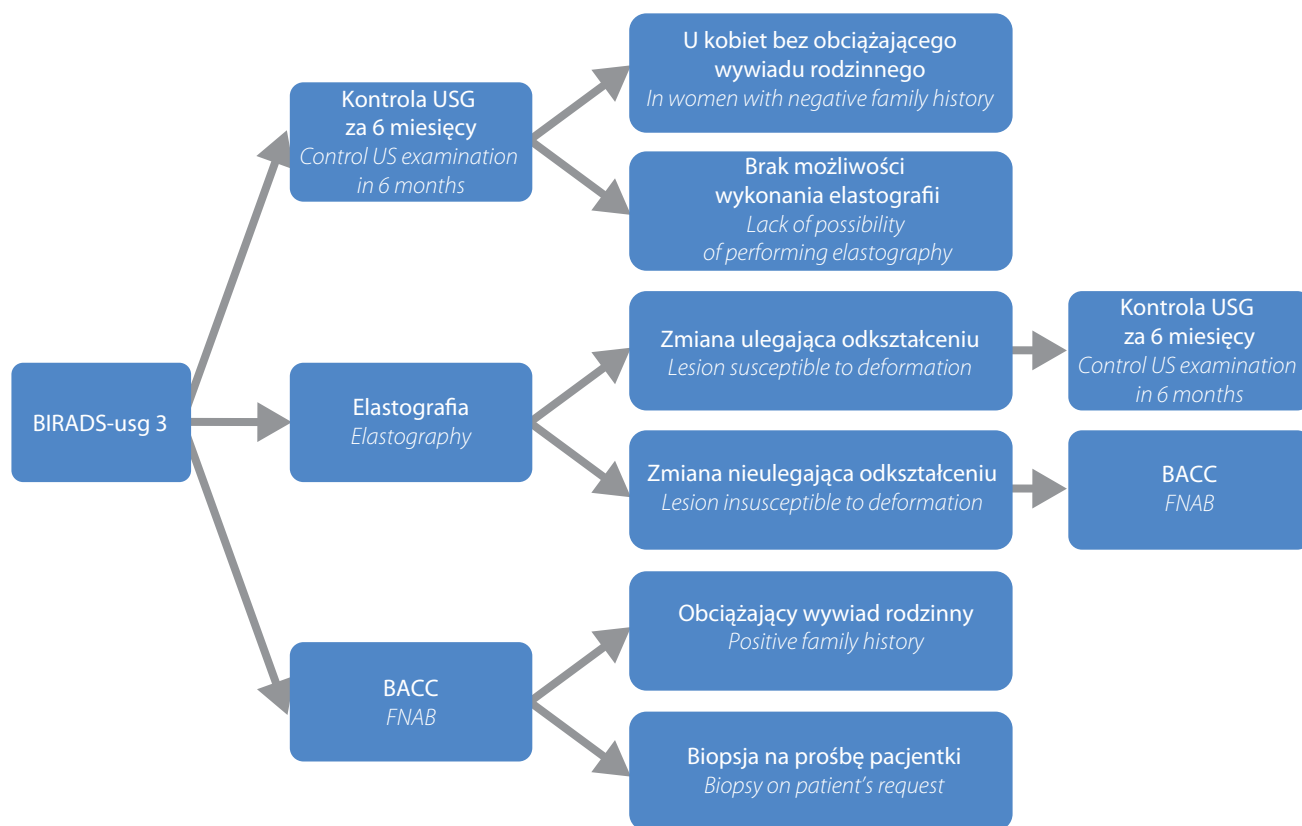 U kobiet bez obciążającego
wywiadu rodzinnego
In women with negative family history
Kontrola USG
za 6 miesięcy
Control US examination
in 6 months
Brak możliwości
wykonania elastografii
Lack of possibility
of performing elastography
Kontrola USG
za 6 miesięcy
Control US examination
in 6 months
Zmiana ulegająca odkształceniu
Lesion susceptible to deformation
BIRADS-usg 3
Elastografia
Elastography
Zmiana nieulegająca odkształceniu
Lesion insusceptible to deformation
BACC
FNAB
Obciążający wywiad rodzinny
Positive family history
BACC
FNAB
Biopsja na prośbę pacjentki
Biopsy on patient's request